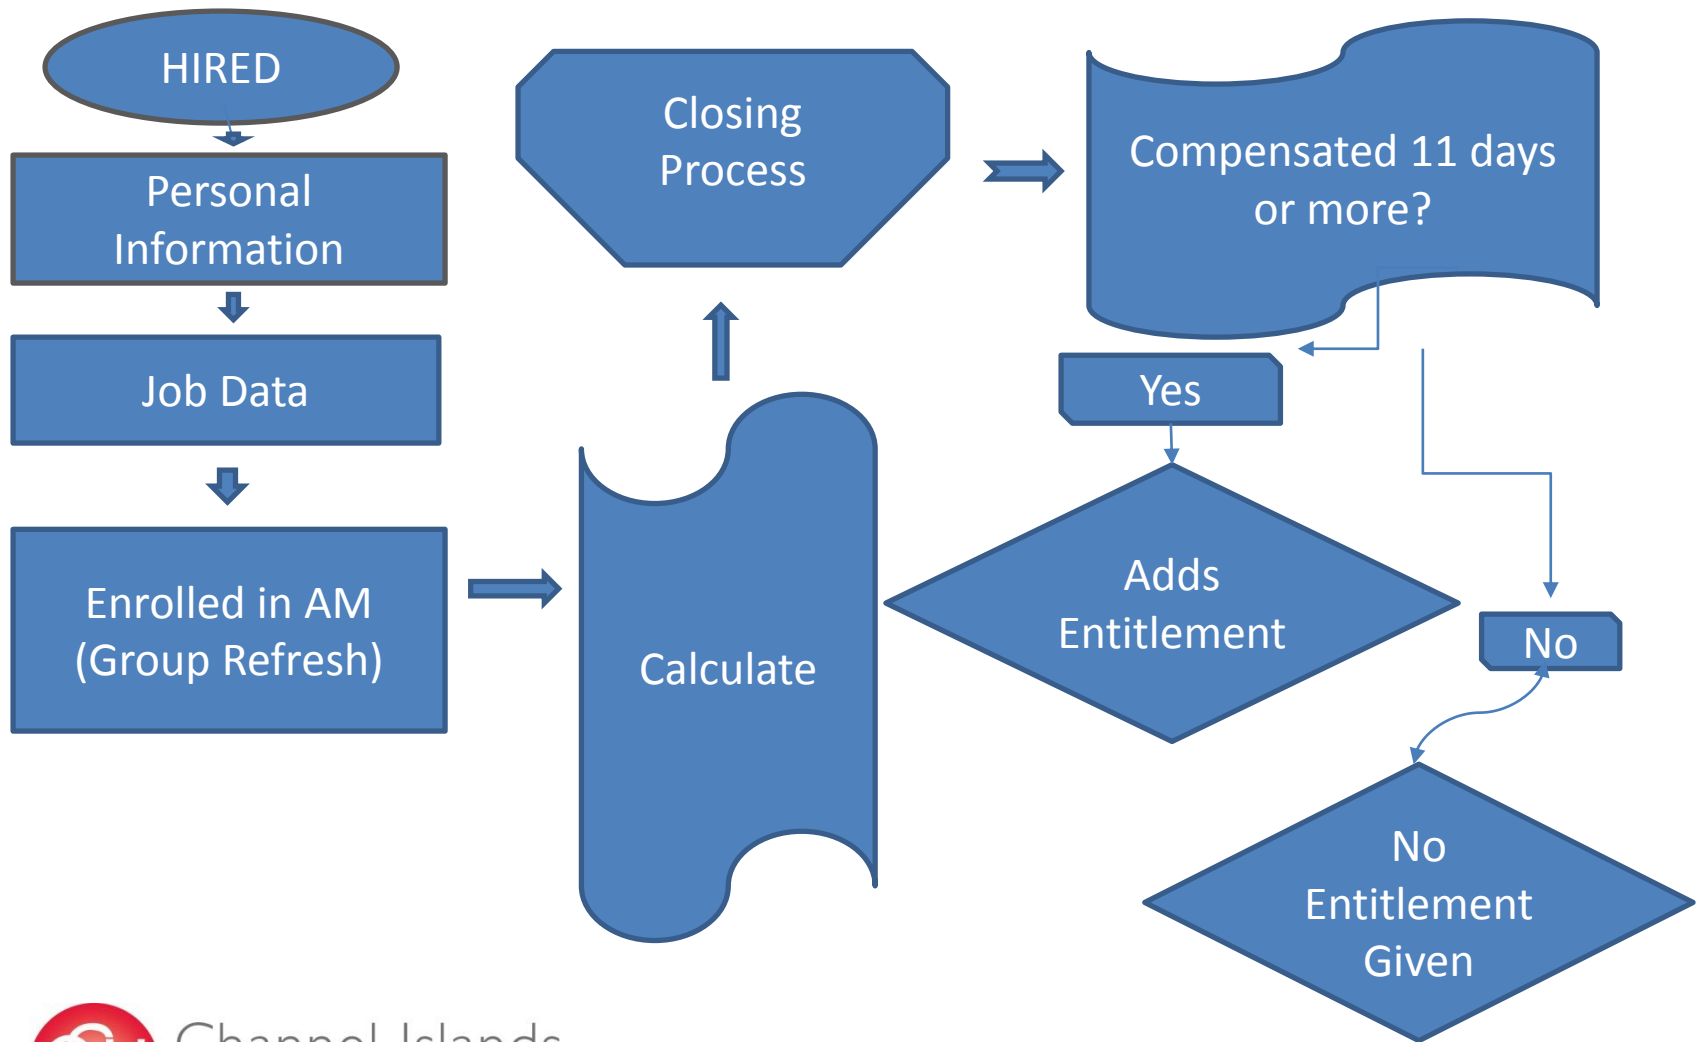 HIRED
Personal
Information
Job Data
Enrolled in AM
(Group Refresh)
Calculate
Closing
Process
Compensated 11 days
or more?
Yes
Adds
Entitlement
No
No
Entitlement
Given
Channel Islands